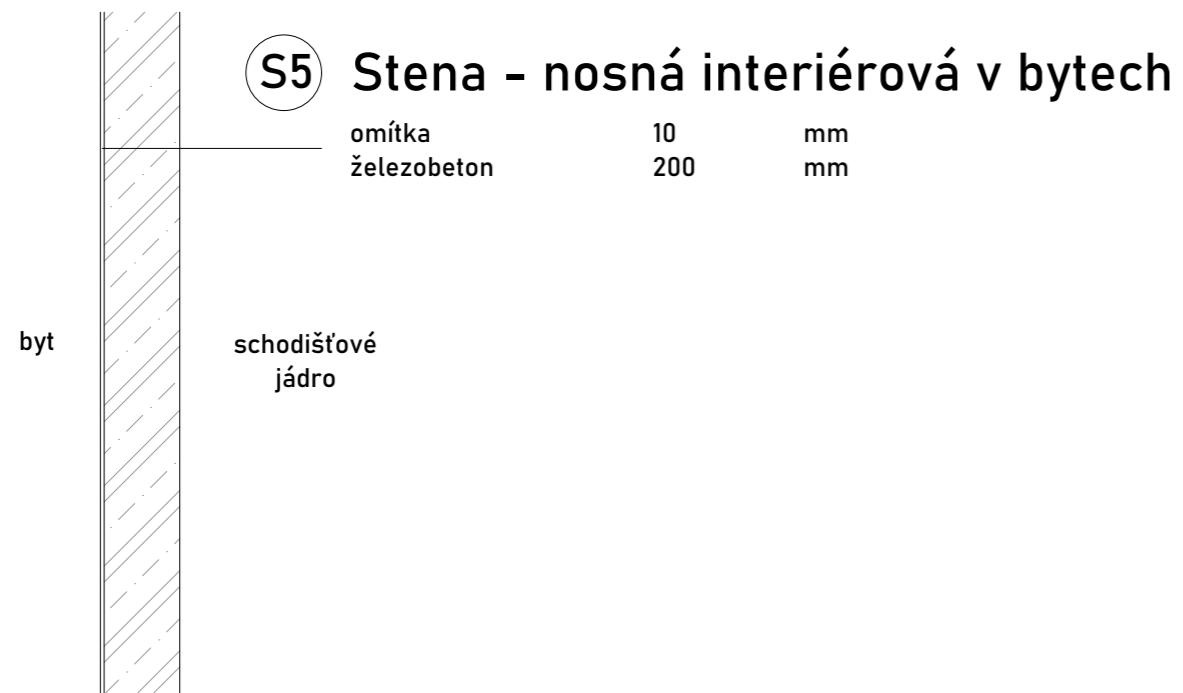 S5 Stena - nosná interiérová v bytech
omítka 10 mm
železobeton 200 mm
byt
schodišťové
jádro